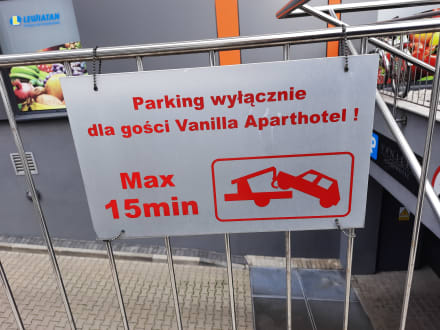 LEWIATAN
Parking wyłącznie
dla gości Vanilla Aparthotel !
Max
15min